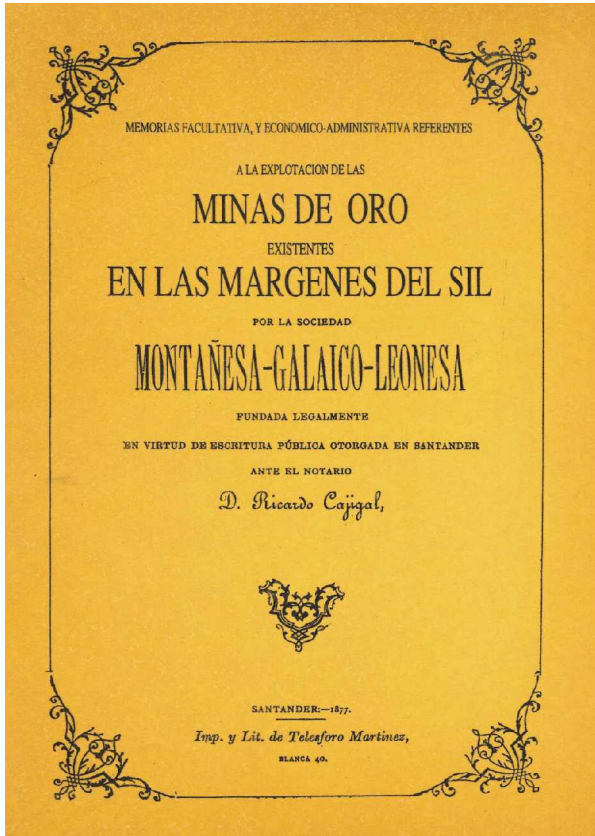 MEMORIAS FACULTATIVA, Y ECONOMICO-ADMINISTRATIVA REFERENTES
A LA EXPLOTACION DE LAS
MINAS DE ORO
EXISTENTES
EN LAS MARGENES DEL SIL
POR LA SOCIEDAD
MONTAÑESA-GALAICO-LEONESA
FUNDADA LEGALMENTE
EN VIRTUD DE ESCRITURA PÚBLICA OTORGADA EN SANTANDER
ANTE EL NOTARIO
D. Ricardo Cajigal,
SANTANDER:—1877.
Imp. y Lit. de Telesforo Martinez,
BLANCA 40.